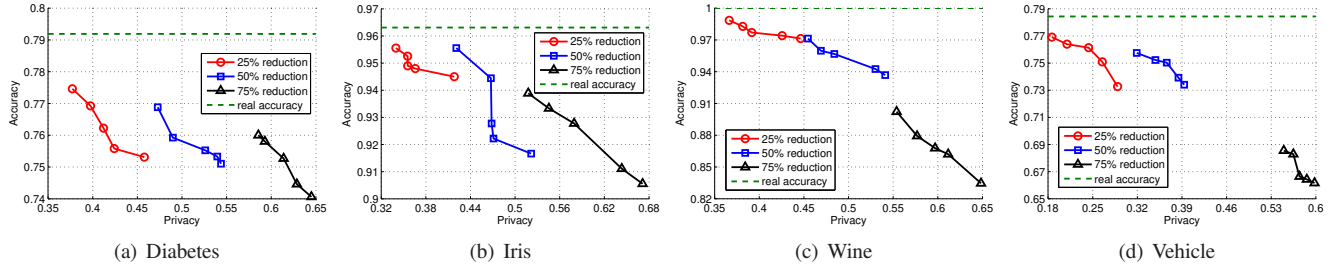 0.8
0.79
0.78
0.77
0.76
0.75
0.74
Accuracy
0.35 0.4 0.45 0.5 0.55 0.6 0.65
Privacy
25% reduction
50% reduction
75% reduction
real accuracy
(a) Diabetes
0.97
0.96
0.95
0.94
0.93
0.92
0.91
0.9
Accuracy
0.32 0.38 0.44 0.5 0.56 0.62 0.68
Privacy
25% reduction
50% reduction
75% reduction
real accuracy
(b) Iris
1
0.97
0.94
0.91
0.88
0.85
0.82
Accuracy
0.35 0.4 0.45 0.5 0.55 0.6 0.65
Privacy
25% reduction
50% reduction
75% reduction
real accuracy
(c) Wine
0.79
0.77
0.75
0.73
0.71
0.69
0.67
0.65
Accuracy
0.18 0.25 0.32 0.39 0.46 0.53 0.6
Privacy
25% reduction
50% reduction
75% reduction
real accuracy
(d) Vehicle